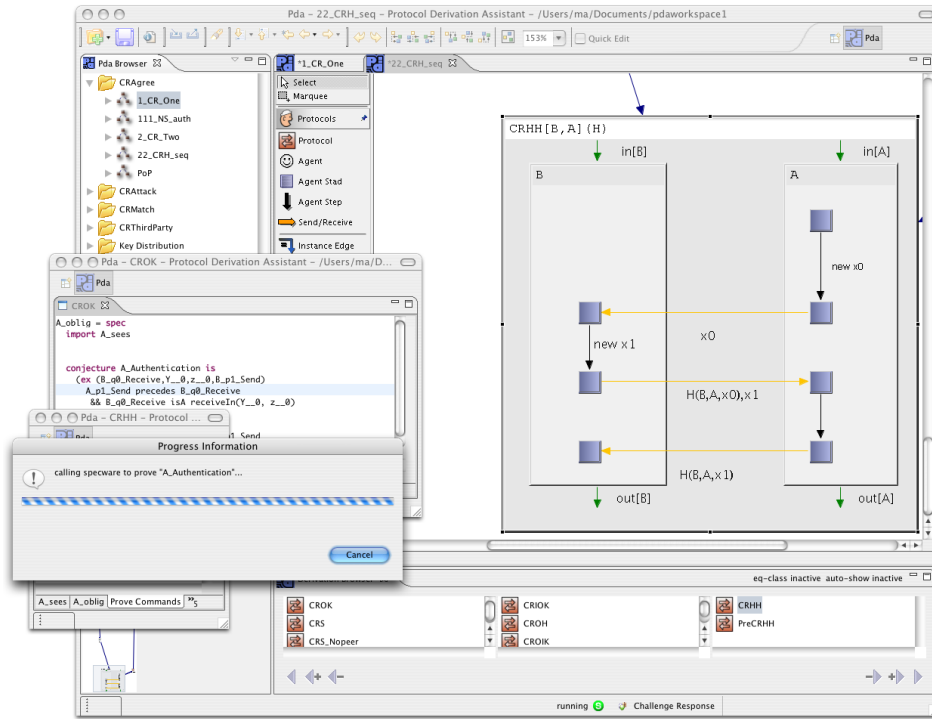 Pda – 22_CRH_seq – Protocol Derivation Assistant – /Users/ma/Documents/pdaworkspace1
153%
Quick Edit
Pda
Pda Browser
CRAgree
1_CR_One
111_NS_auth
2_CR_Two
22_CRH_seq
PoP
CRAttack
CRMatch
CRThirdParty
Key Distribution
*1_CR_One
*22_CRH_seq
Select
Marquee
Protocols
Protocol
Agent
Agent Stad
Agent Step
Send/Receive
Instance Edge
CRHH[B,A](H)
in[B]
in[A]
B
A
new x0
x0
new x1
H(B,A,x0),x1
H(B,A,x1)
out[B]
out[A]
Pda – CROK – Protocol Derivation Assistant – /Users/ma/D...
Pda
CROK
A_oblig = spec
import A_sees
conjecture A_Authentication is
(ex (B_q0_Receive,Y__0,z__0,B_p1_Send)
A_p1_Send precedes B_q0_Receive
&& B_q0_Receive isA receiveIn(Y__0, z__0)
Pda – CRHH – Protocol ...
Progress Information
calling specware to prove "A_Authentication"...
Cancel
A_sees
A_oblig
Prove Commands
»5
eq-class inactive auto-show inactive
CROK
CRS
CRS_Nopeer
CRIOK
CROH
CROIK
CRHH
PreCRHH
running
Challenge Response